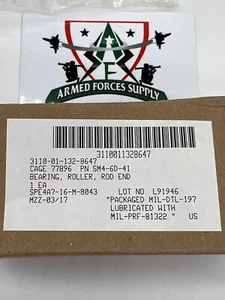 A
F
ARMED FORCES SUPPLY
3110011328647
3110-01-132-8647
CAGE 77896 PN SM4-6D-41
BEARING, ROLLER, ROD END
1 EA
SPE4A7-16-M-8043 LOT NO L91946
MZZ-03/17 "PACKAGED MIL-DTL-197
LUBRICATED WITH
MIL-PRF-81322 " US